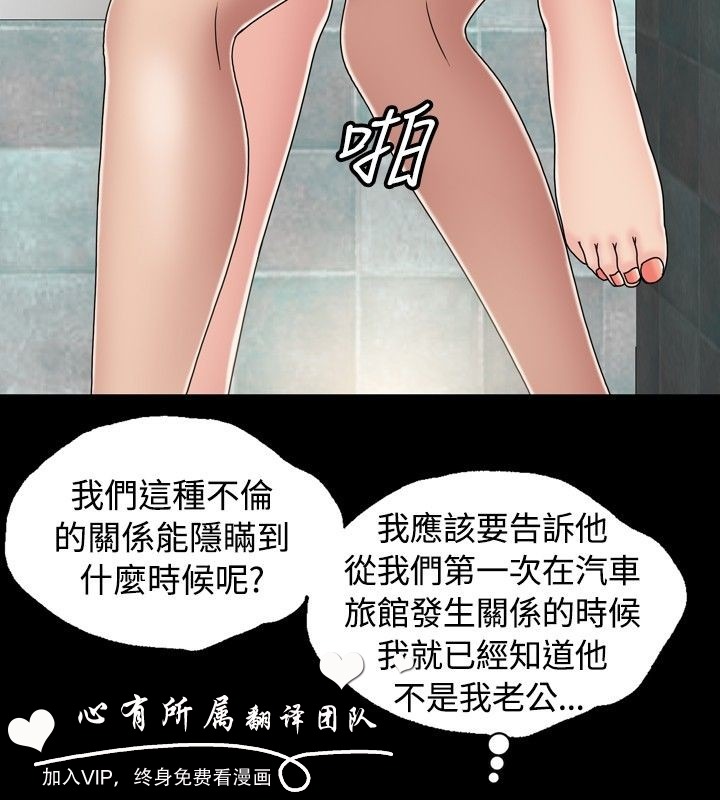 啪
我們這種不倫
的關係能隱瞞到
什麼時候呢?
我應該要告訴他
從我們第一次在汽車
旅館發生關係的時候
我就已經知道他
不是我老公...
心有所属翻译团队
加入VIP，终身免费看漫画